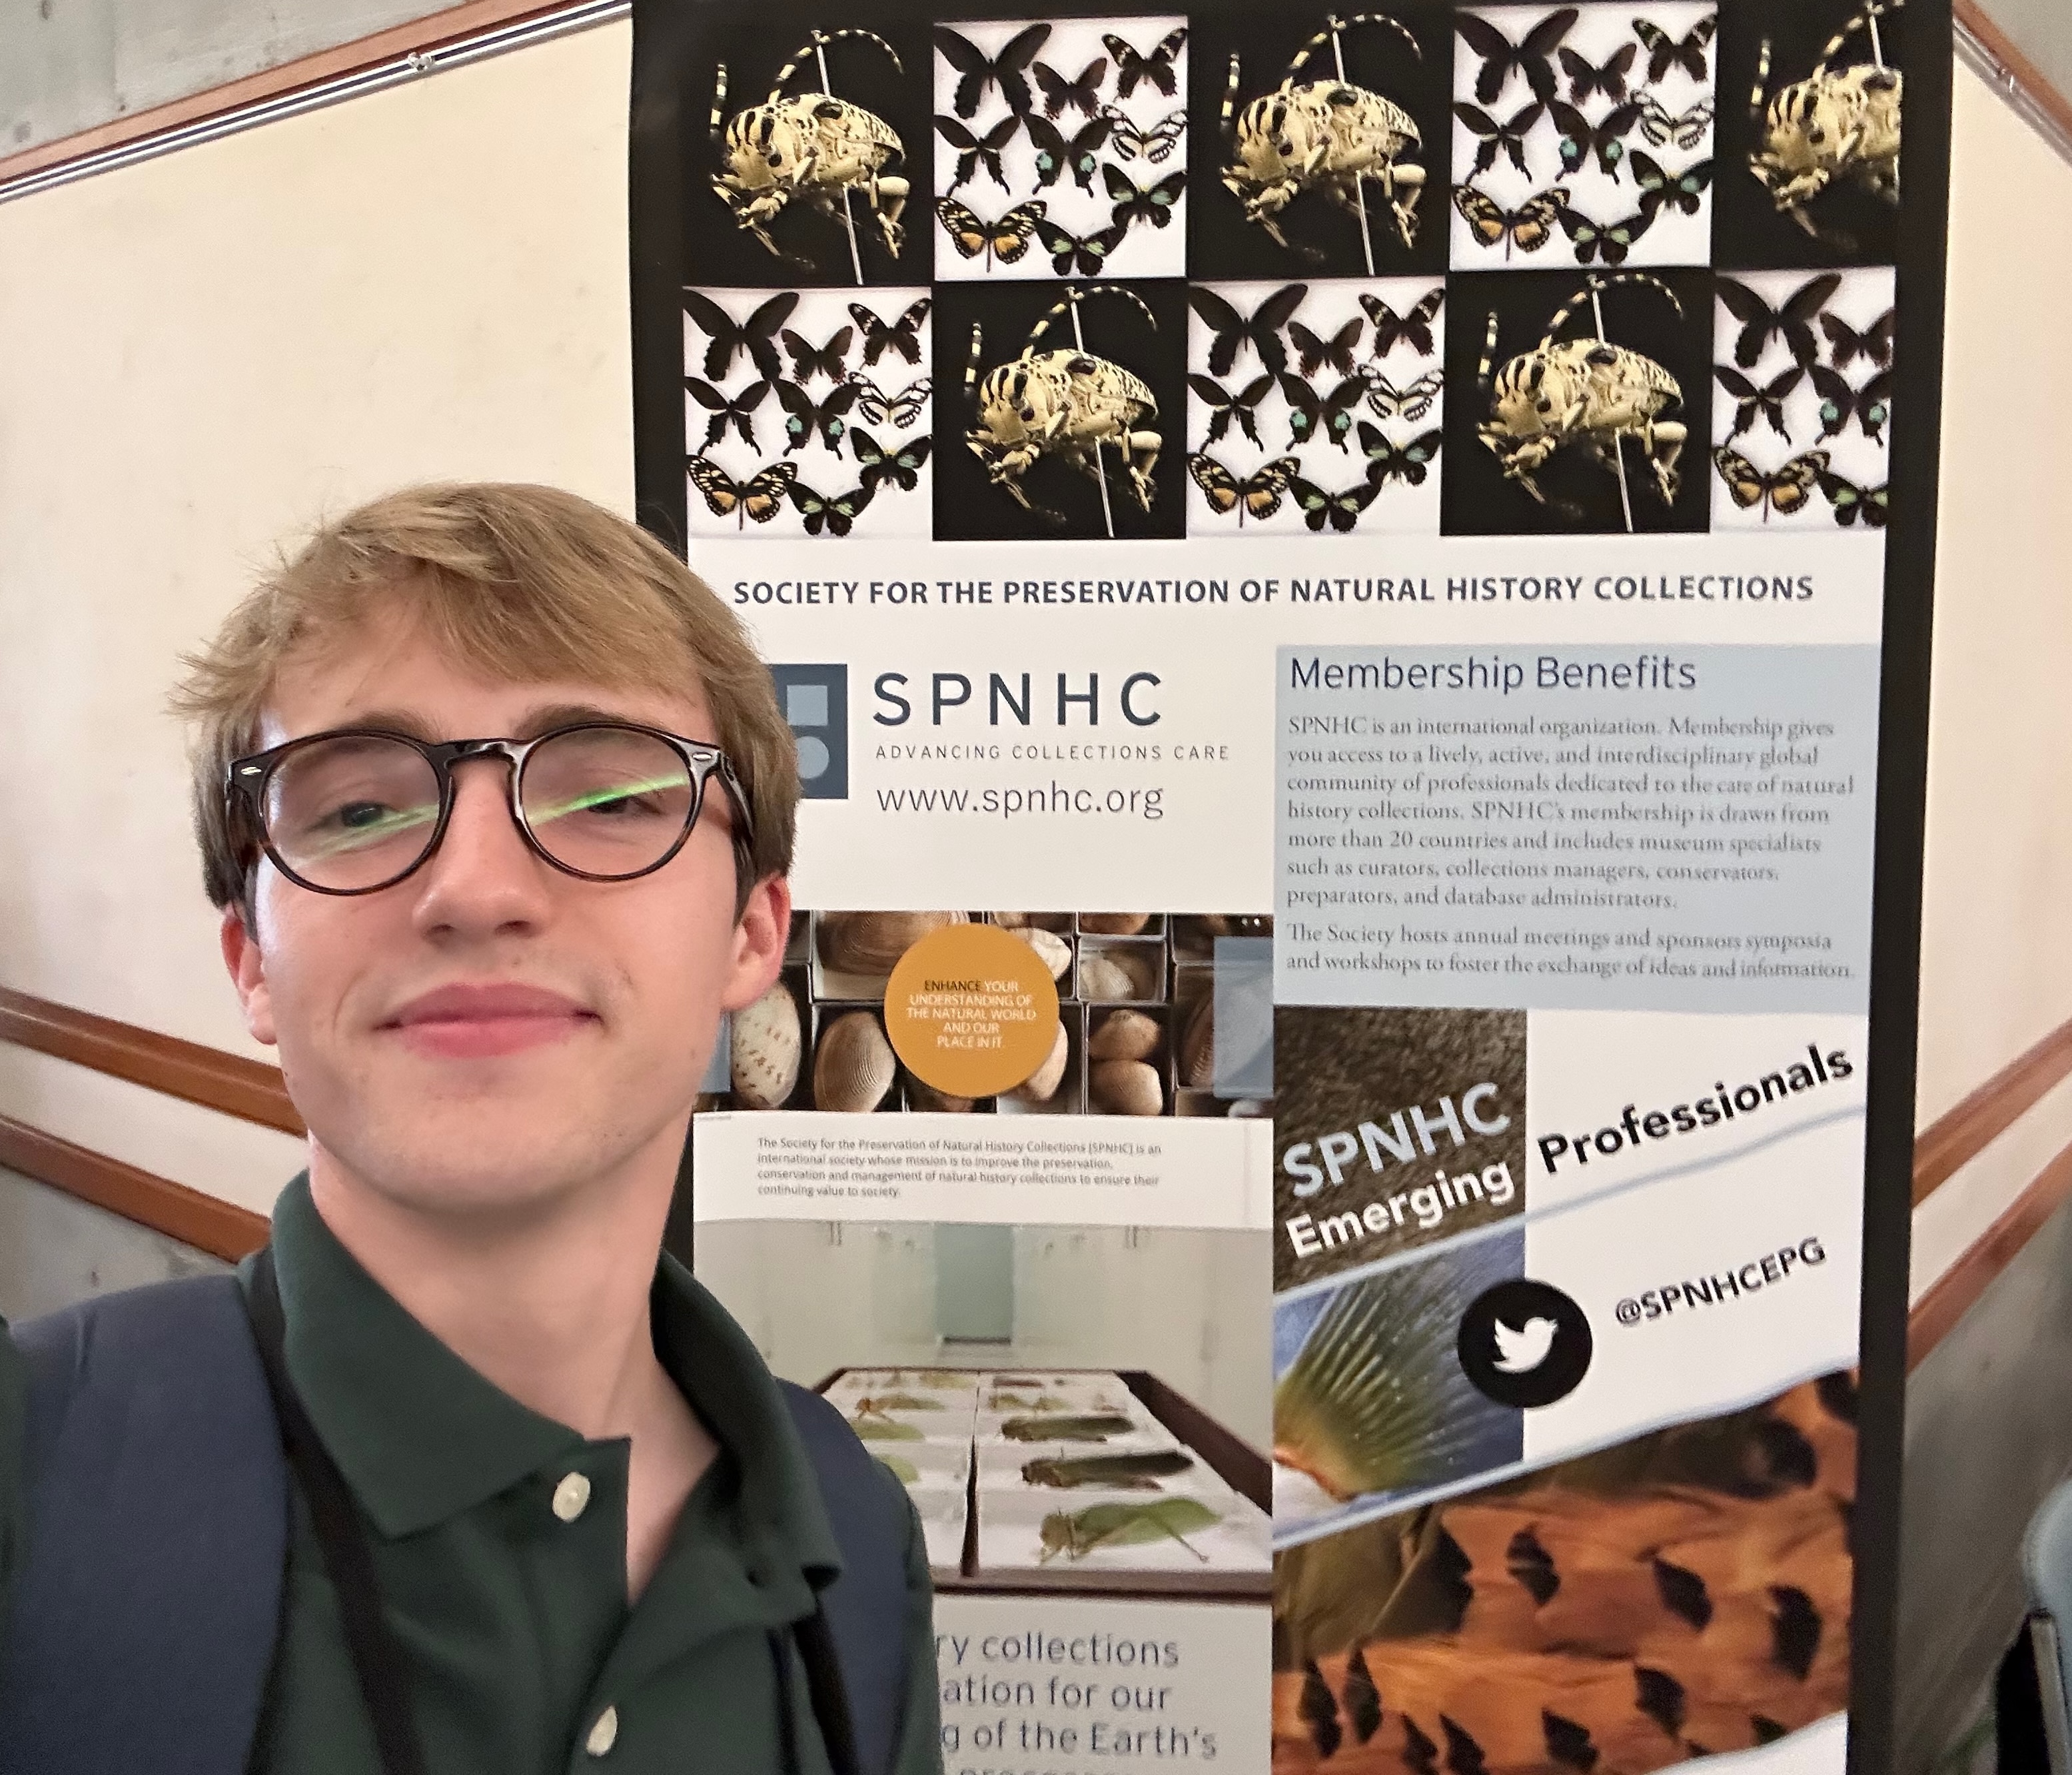 SOCIETY FOR THE PRESERVATION OF NATURAL HISTORY COLLECTIONS
SPNHC
ADVANCING COLLECTIONS CARE
www.spnhc.org
Membership Benefits
SPNHC is an international organization. Membership gives
you access to a lively, active, and interdisciplinary global
community of professionals dedicated to the care of natural
history collections. SPNHC's membership is drawn from
more than 20 countries and includes museum specialists
such as curators, collections managers, conservators,
preparators, and database administrators.
The Society hosts annual meetings and sponsors symposia
and workshops to foster the exchange of ideas and information.
ENHANCE YOUR
UNDERSTANDING OF
THE NATURAL WORLD
AND OUR
PLACE IN IT.
The Society for the Preservation of Natural History Collections (SPNHC) is an
international society whose mission is to improve the preservation,
conservation and management of natural history collections to ensure their
continuing value to society.
SPNHC
Emerging Professionals
@SPNHCEPG
ry collections
ation for our
g of the Earth's